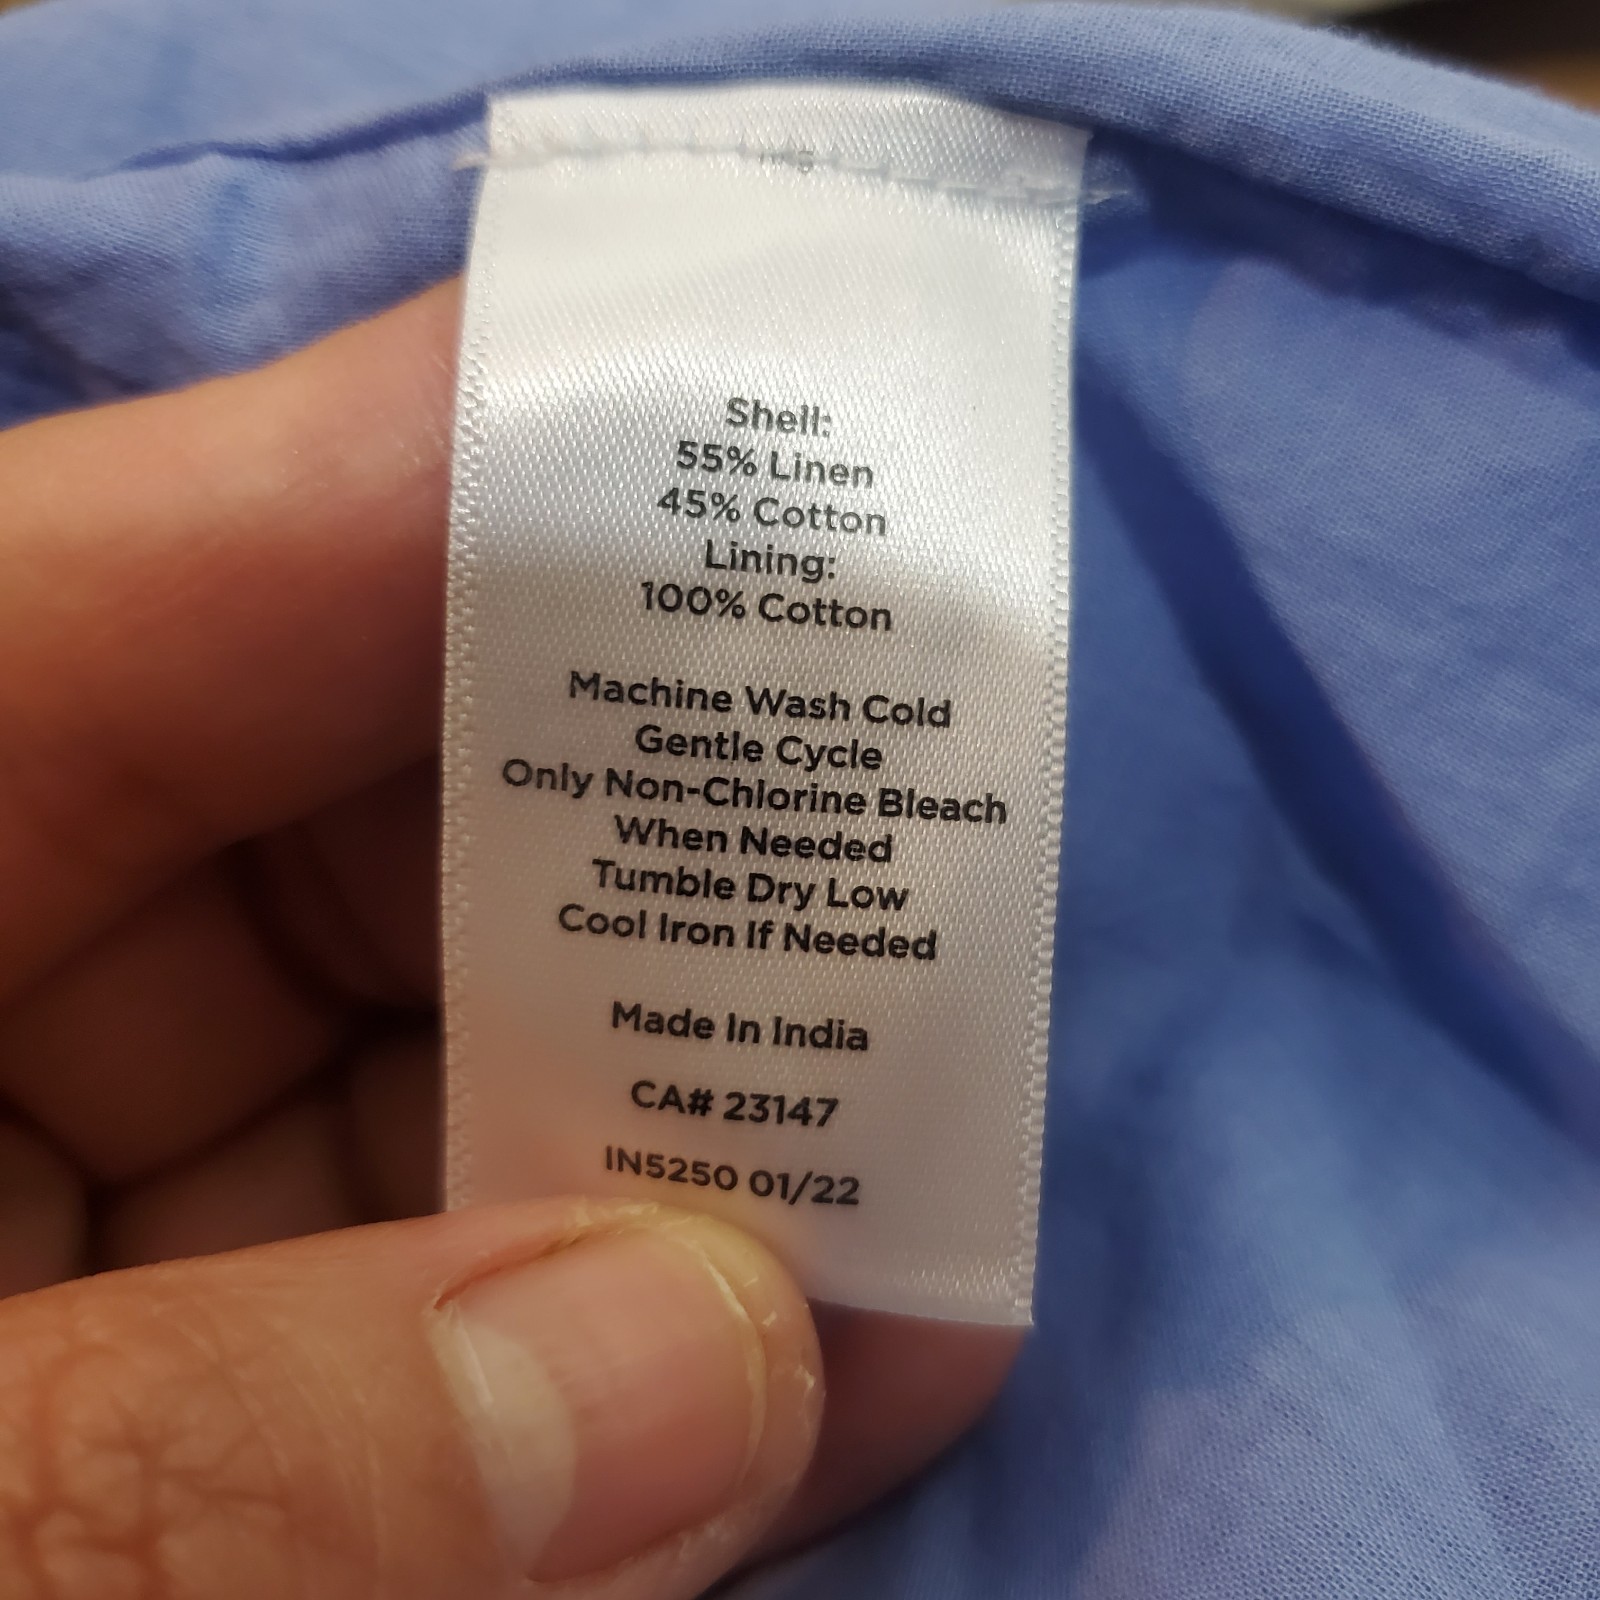 Shell:
55% Linen
45% Cotton
Lining:
100% Cotton
Machine Wash Cold
Gentle Cycle
Only Non-Chlorine Bleach
When Needed
Tumble Dry Low
Cool Iron If Needed
Made In India
CA# 23147
IN5250 01/22